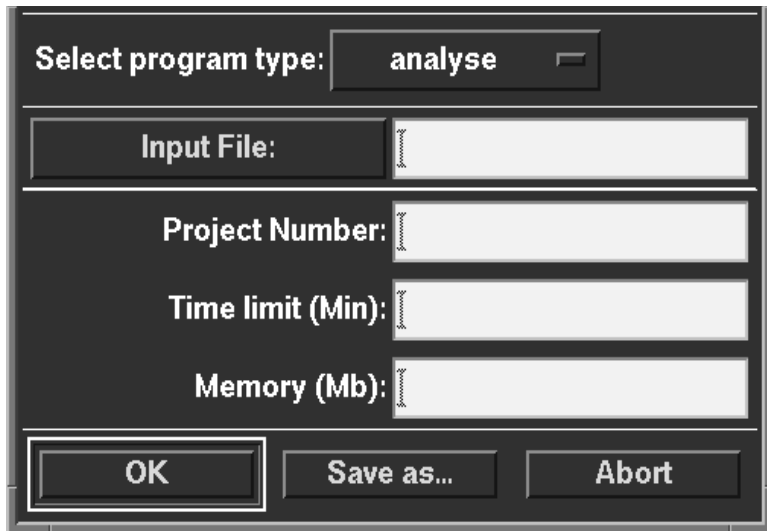 Select program type: analyse
Input File:
Project Number:
Time limit (Min):
Memory (Mb):
OK Save as... Abort